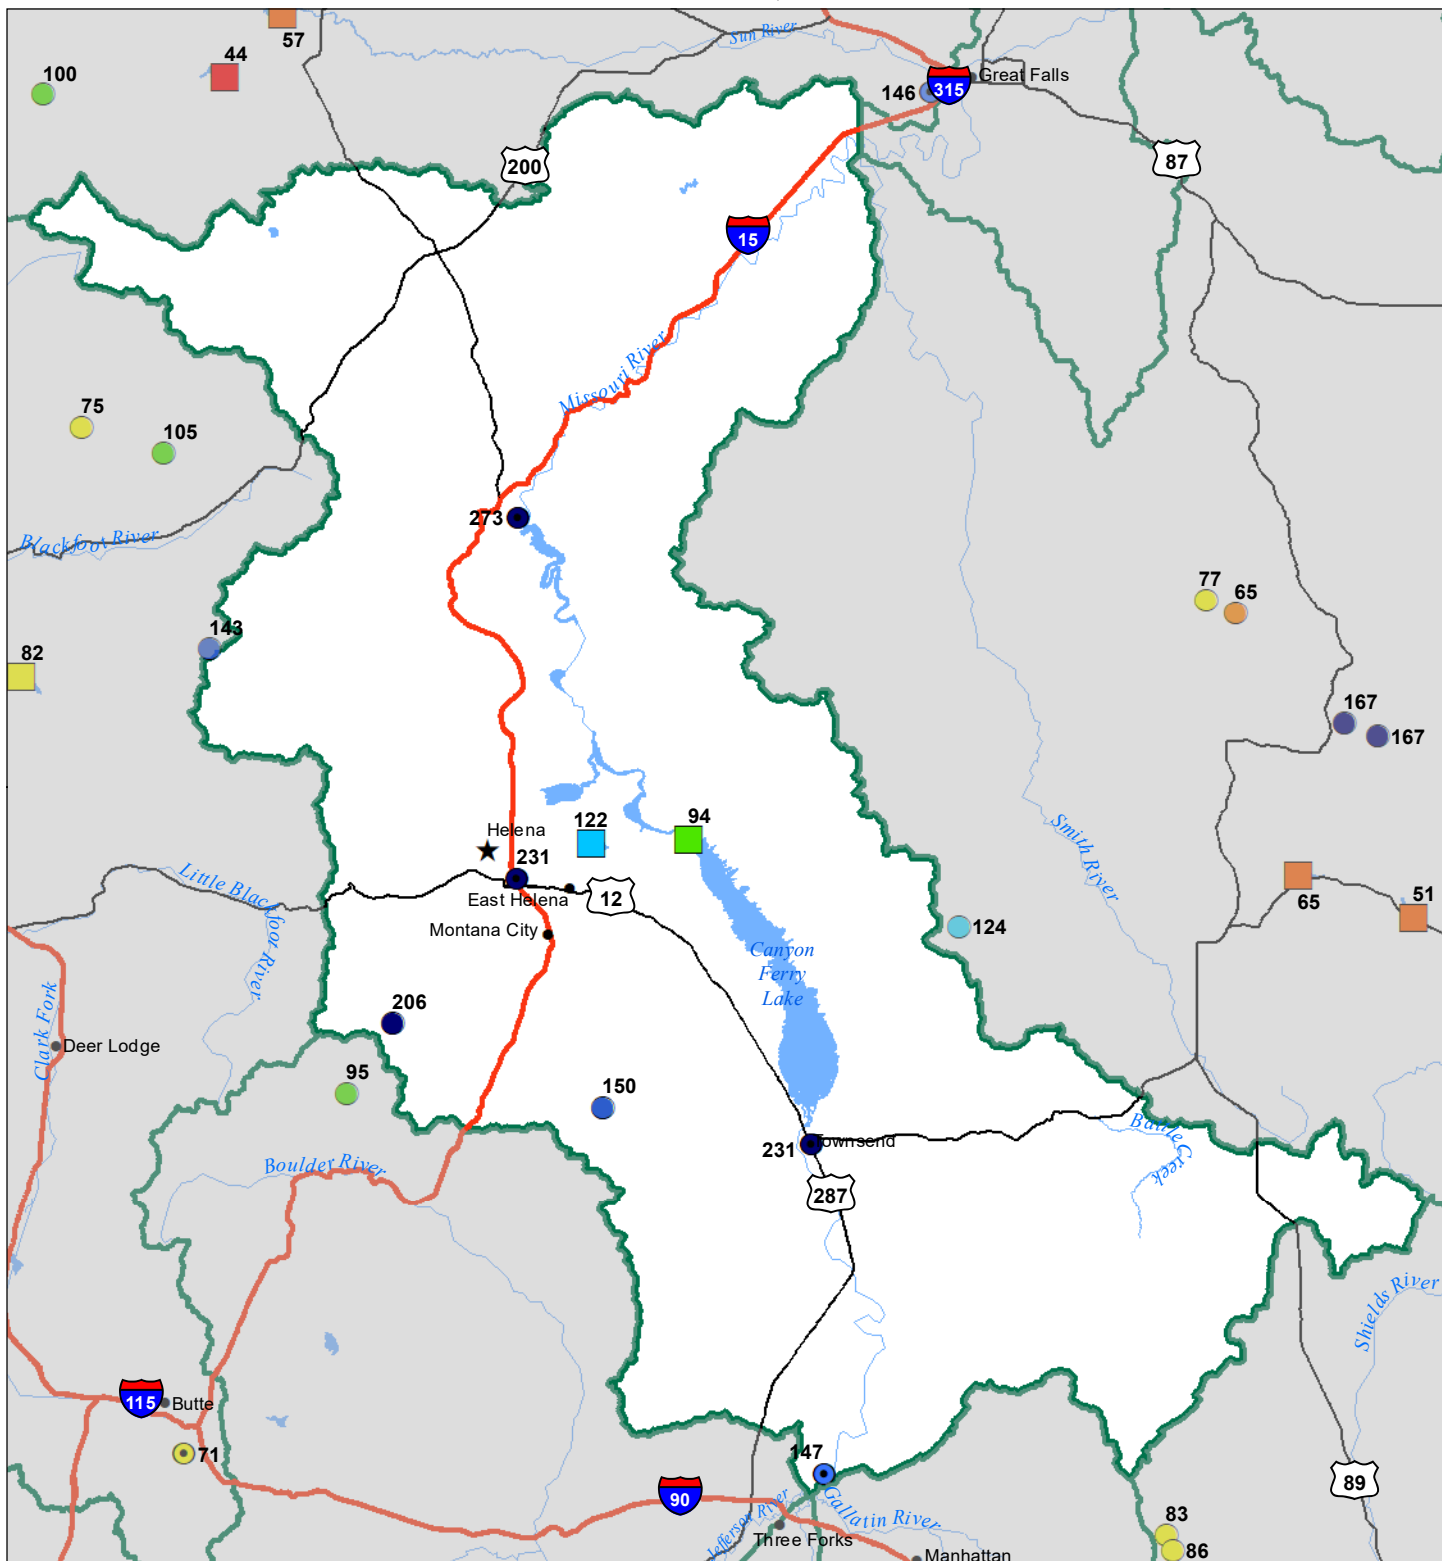 57
44
100
Sun River
Great Falls
146
315
200
87
15
Missouri River
75
105
273
Blackfoot River
77
65
143
82
167
167
Smith River
Helena
122
94
231
Little Blackfoot River
East Helena
12
65
51
Montana City
124
Canyon
Ferry
Lake
Clark Fork
206
Deer Lodge
95
150
Battle Creek
231
Townsend
Boulder River
287
Shields River
115
Butte
71
147
89
90
Gallatin River
Jefferson River
83
Three Forks
86
Manhattan